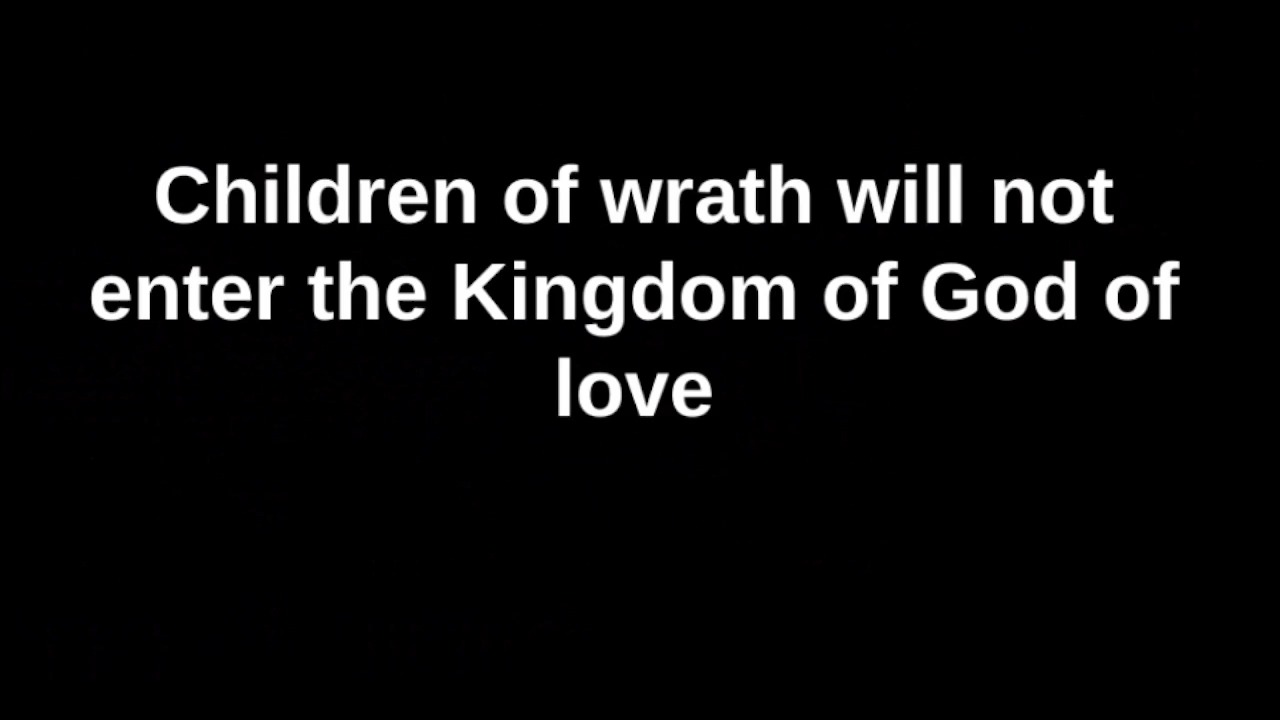 Children of wrath will not
enter the Kingdom of God of
love